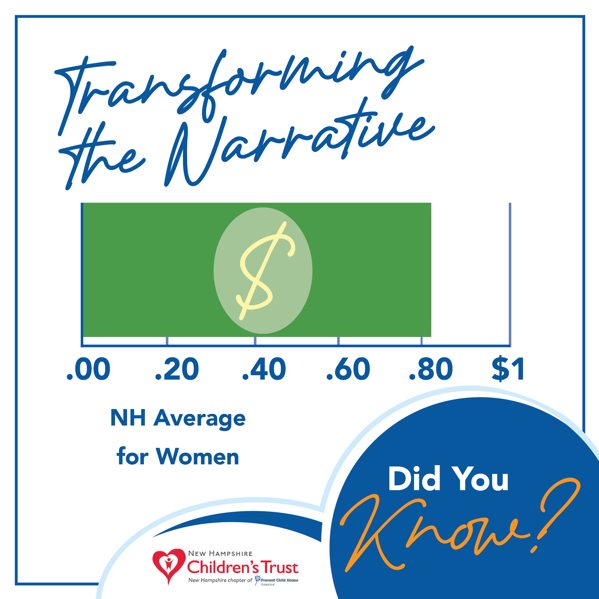 Transforming
the Narrative
$
.00 .20 .40 .60 .80 $1
NH Average
for Women
Did You
Know?
New Hampshire
Children's Trust
New Hampshire chapter of Prevent Child Abuse
America